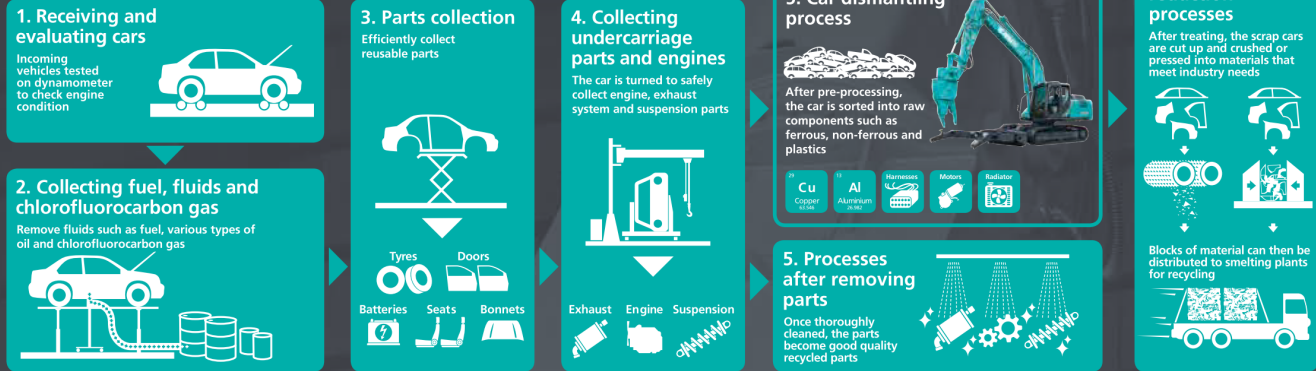 1. Receiving and
evaluating cars
Incoming
vehicles tested
on dynamometer
to check engine
condition
2. Collecting fuel, fluids and
chlorofluorocarbon gas
Remove fluids such as fuel, various types of
oil and chlorofluorocarbon gas
3. Parts collection
Efficiently collect
reusable parts
Tyres
Doors
Batteries
Seats
Bonnets
4. Collecting
undercarriage
parts and engines
The car is turned to safely
collect engine, exhaust
system and suspension parts
Exhaust
Engine
Suspension
Car dismantling
process
After pre-processing,
the car is sorted into raw
components such as
ferrous, non-ferrous and
plastics
29
Cu
Copper
63.546
13
Al
Aluminium
26.982
Harnesses
Motors
Radiator
5. Processes
after removing
parts
Once thoroughly
cleaned, the parts
become good quality
recycled parts
processes
After treating, the scrap cars
are cut up and crushed or
pressed into materials that
meet industry needs
Blocks of material can then be
distributed to smelting plants
for recycling